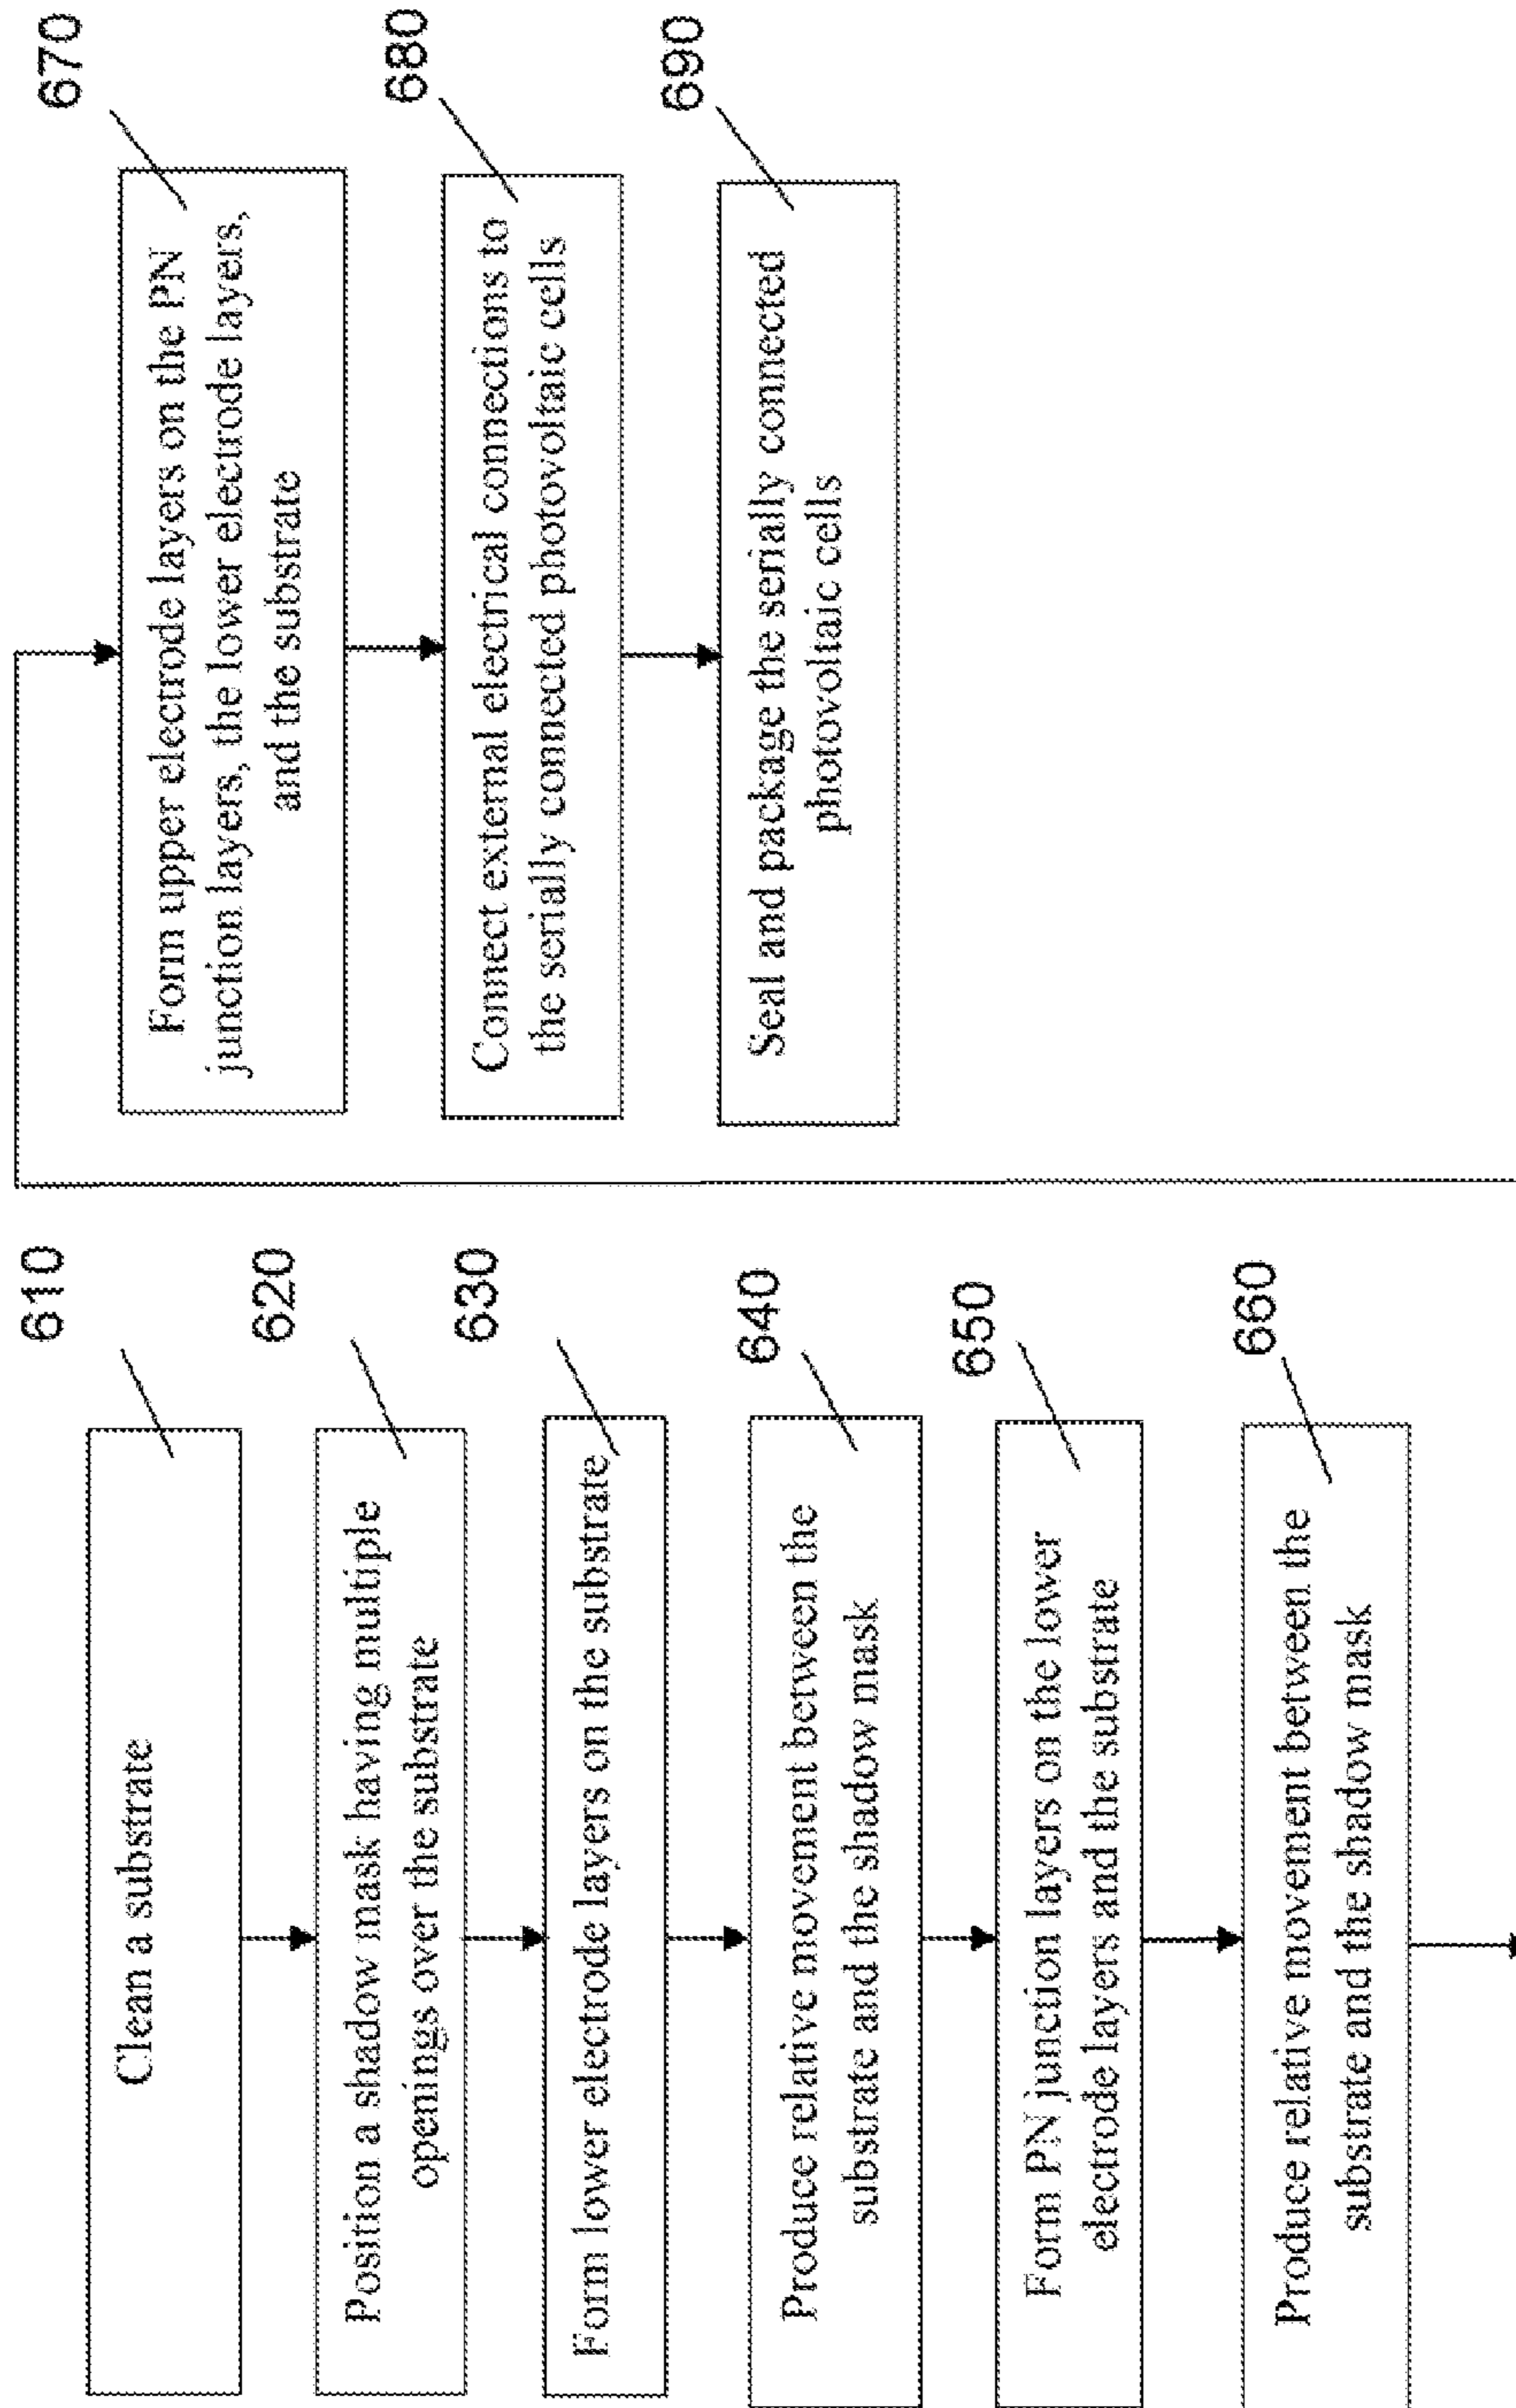 610
Clean a substrate
620
Position a shadow mask having multiple
openings over the substrate
630
Form lower electrode layers on the substrate
640
Produce relative movement between the
substrate and the shadow mask
650
Form PN junction layers on the lower
electrode layers and the substrate
660
Produce relative movement between the
substrate and the shadow mask
670
Form upper electrode layers on the PN
junction layers, the lower electrode layers,
and the substrate
680
Connect external electrical connections to
the serially connected photovoltaic cells
690
Seal and package the serially connected
photovoltaic cells